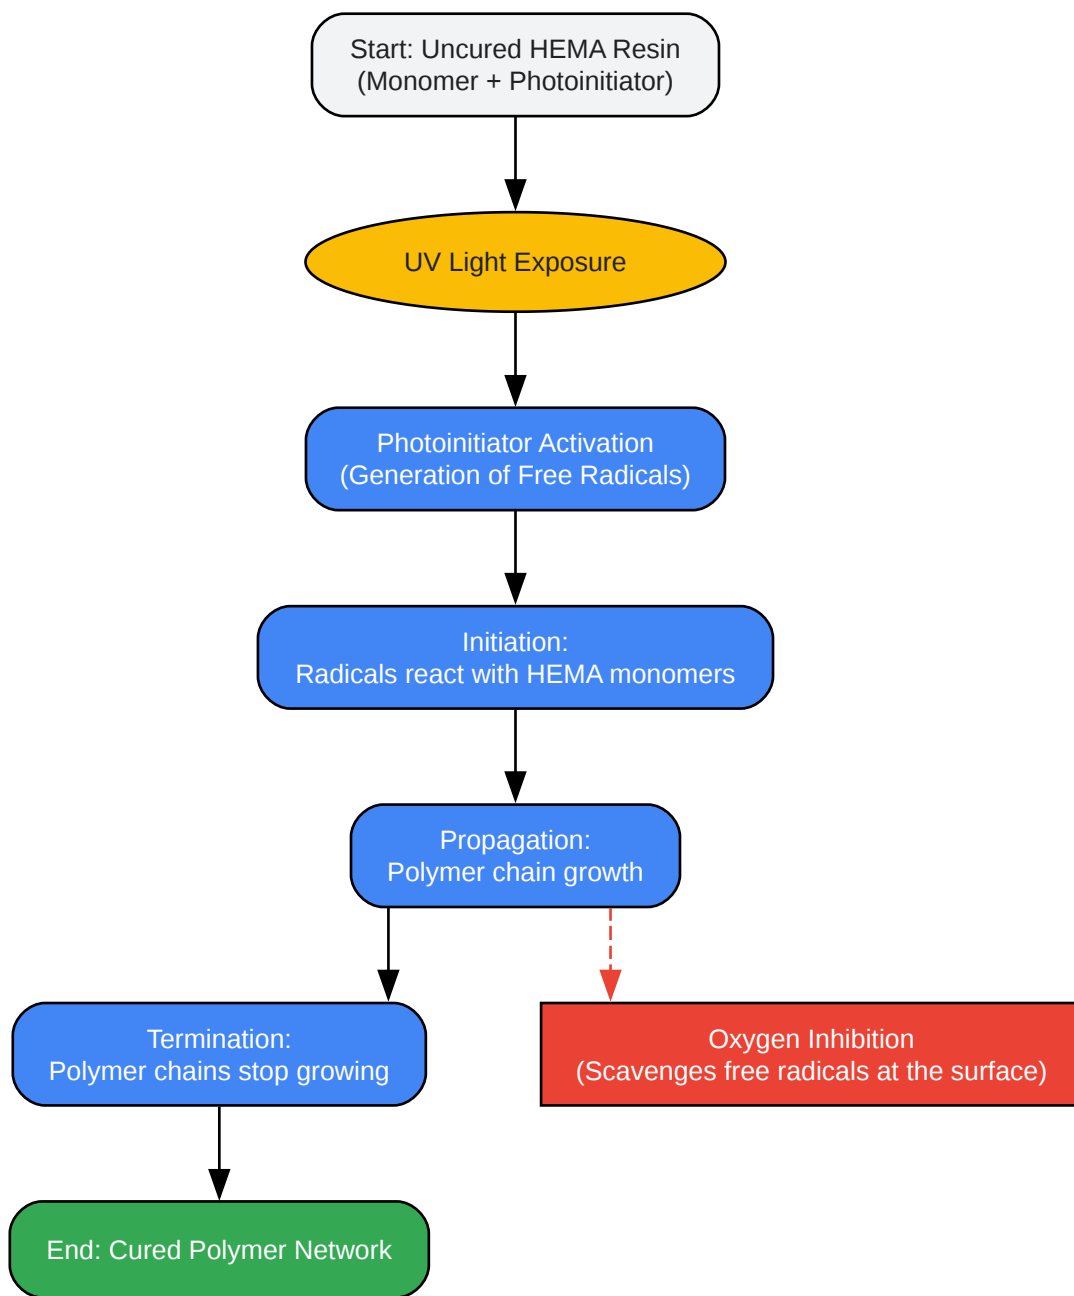 Start: Uncured HEMA Resin
(Monomer + Photoinitiator)
UV Light Exposure
Photoinitiator Activation
(Generation of Free Radicals)
Initiation:
Radicals react with HEMA monomers
Propagation:
Polymer chain growth
Termination:
Polymer chains stop growing
Oxygen Inhibition
(Scavenges free radicals at the surface)
End: Cured Polymer Network